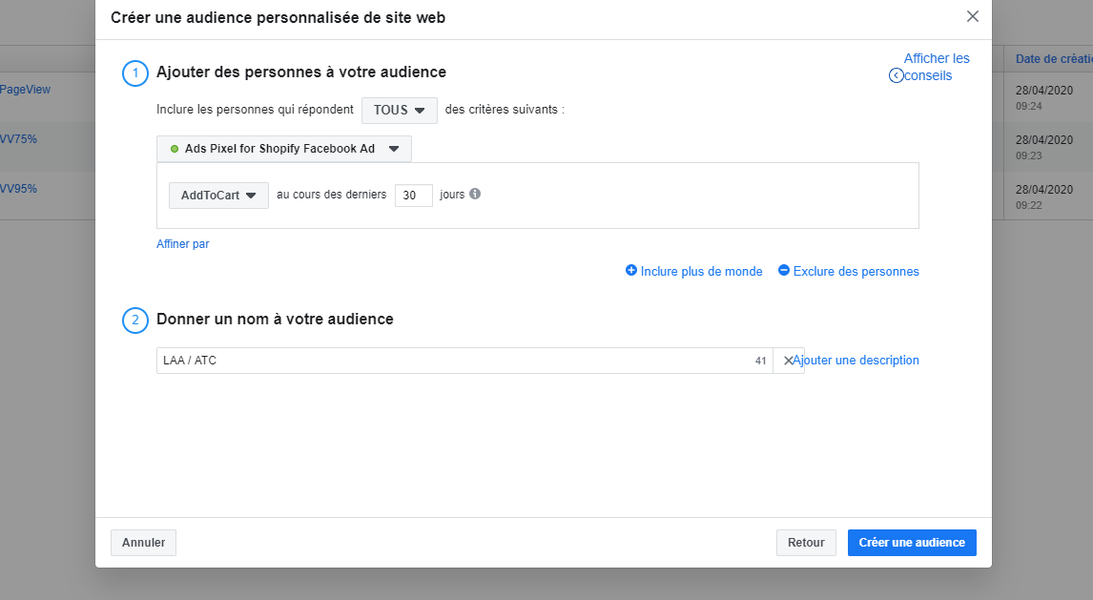 Créer une audience personnalisée de site web
Afficher les
conseils
1 Ajouter des personnes à votre audience
Inclure les personnes qui répondent TOUS des critères suivants :
Ads Pixel for Shopify Facebook Ad
AddToCart au cours des derniers 30 jours
Affiner par
Inclure plus de monde Exclure des personnes
2 Donner un nom à votre audience
LAA / ATC 41 Ajouter une description
Annuler Retour Créer une audience
PageView
VV75%
VV95%
Date de créati
28/04/2020
09:24
28/04/2020
09:23
28/04/2020
09:22